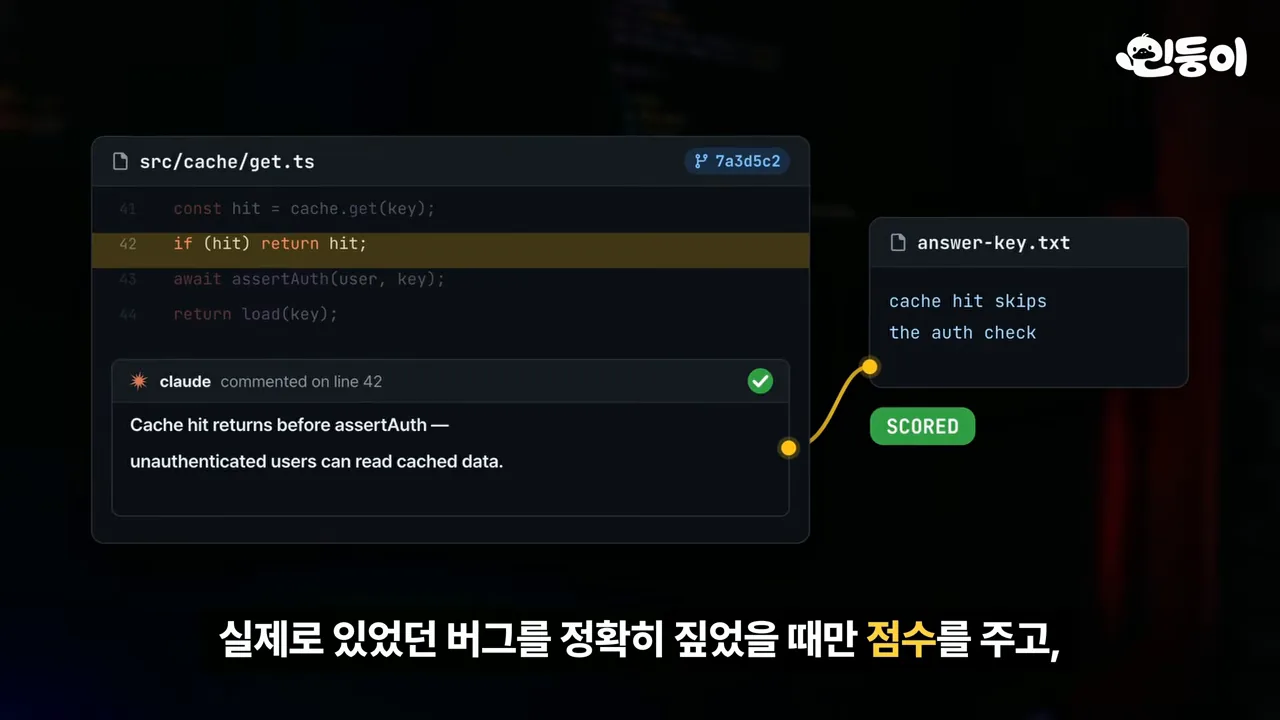 인둥이
src/cache/get.ts
7a3d5c2
41 const hit = cache.get(key);
42 if (hit) return hit;
43 await assertAuth(user, key);
44 return load(key);
claude commented on line 42
Cache hit returns before assertAuth —
unauthenticated users can read cached data.
answer-key.txt
cache hit skips
the auth check
SCORED
실제로 있었던 버그를 정확히 짚었을 때만 점수를 주고,